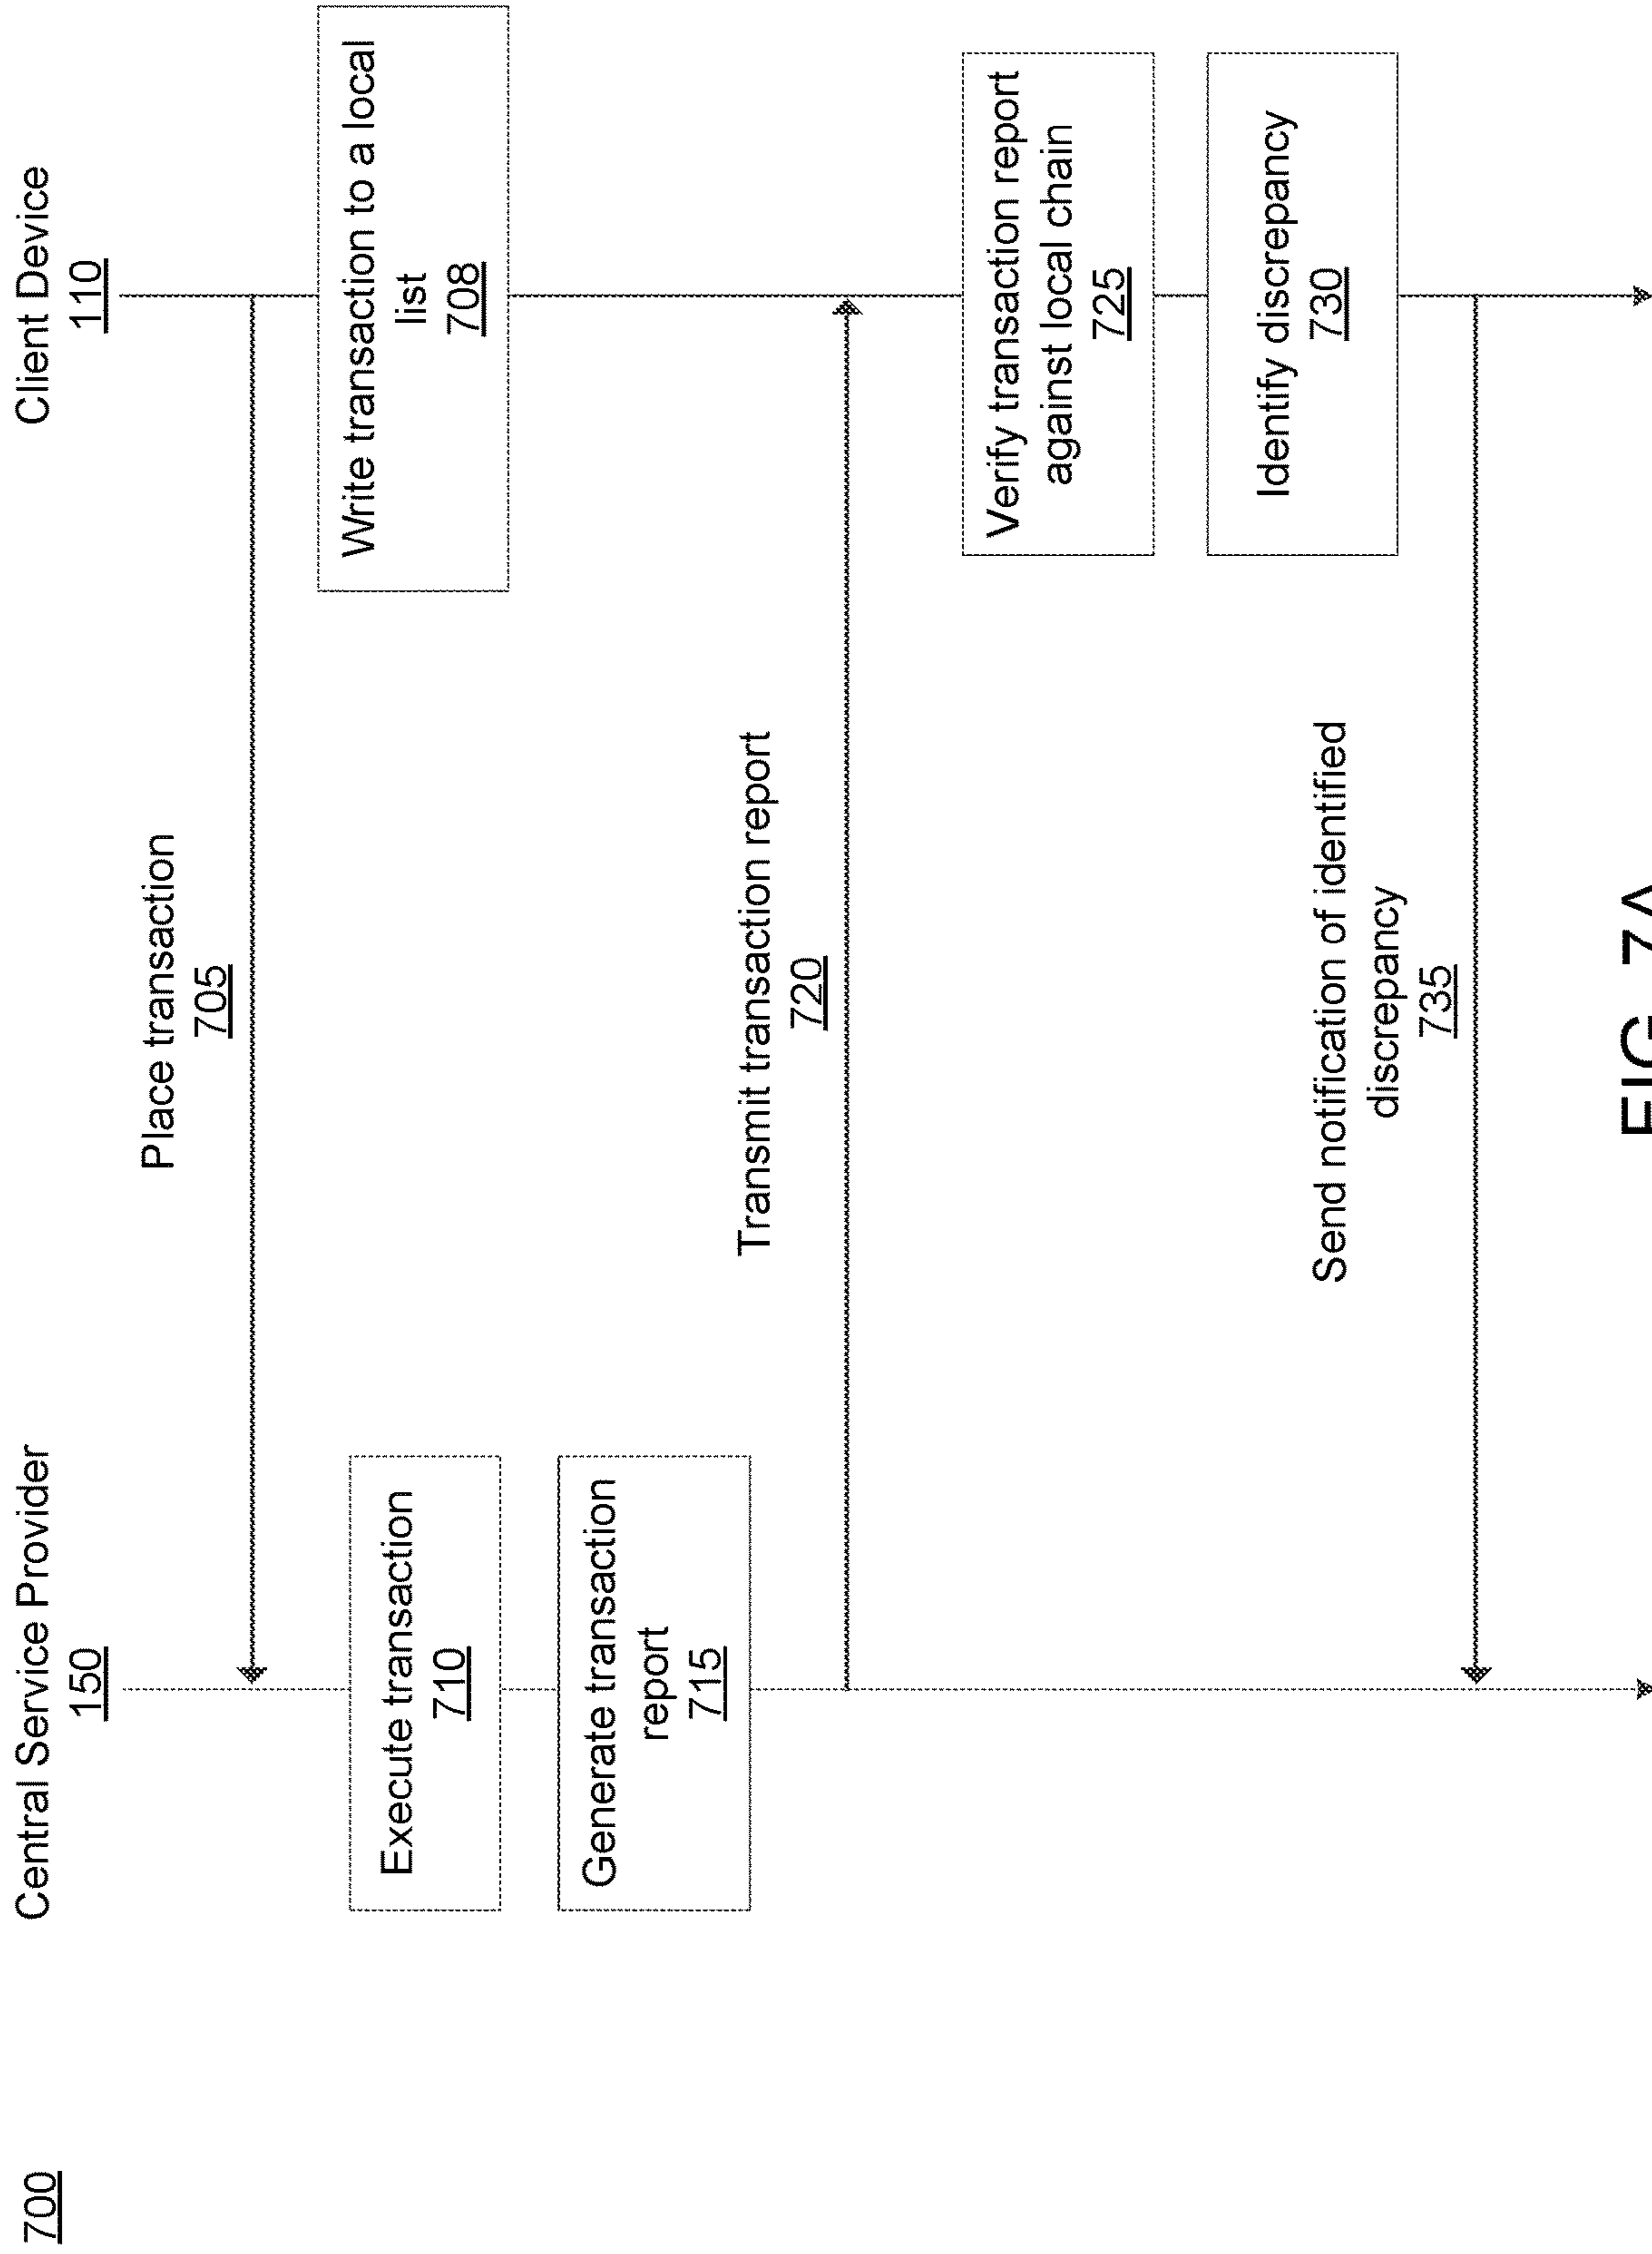 700
Central Service Provider
150
Client Device
110
Place transaction
705
Write transaction to a local
list
708
Execute transaction
710
Generate transaction
report
715
Transmit transaction report
720
Verify transaction report
against local chain
725
Identify discrepancy
730
Send notification of identified
discrepancy
735
FIG. 7A